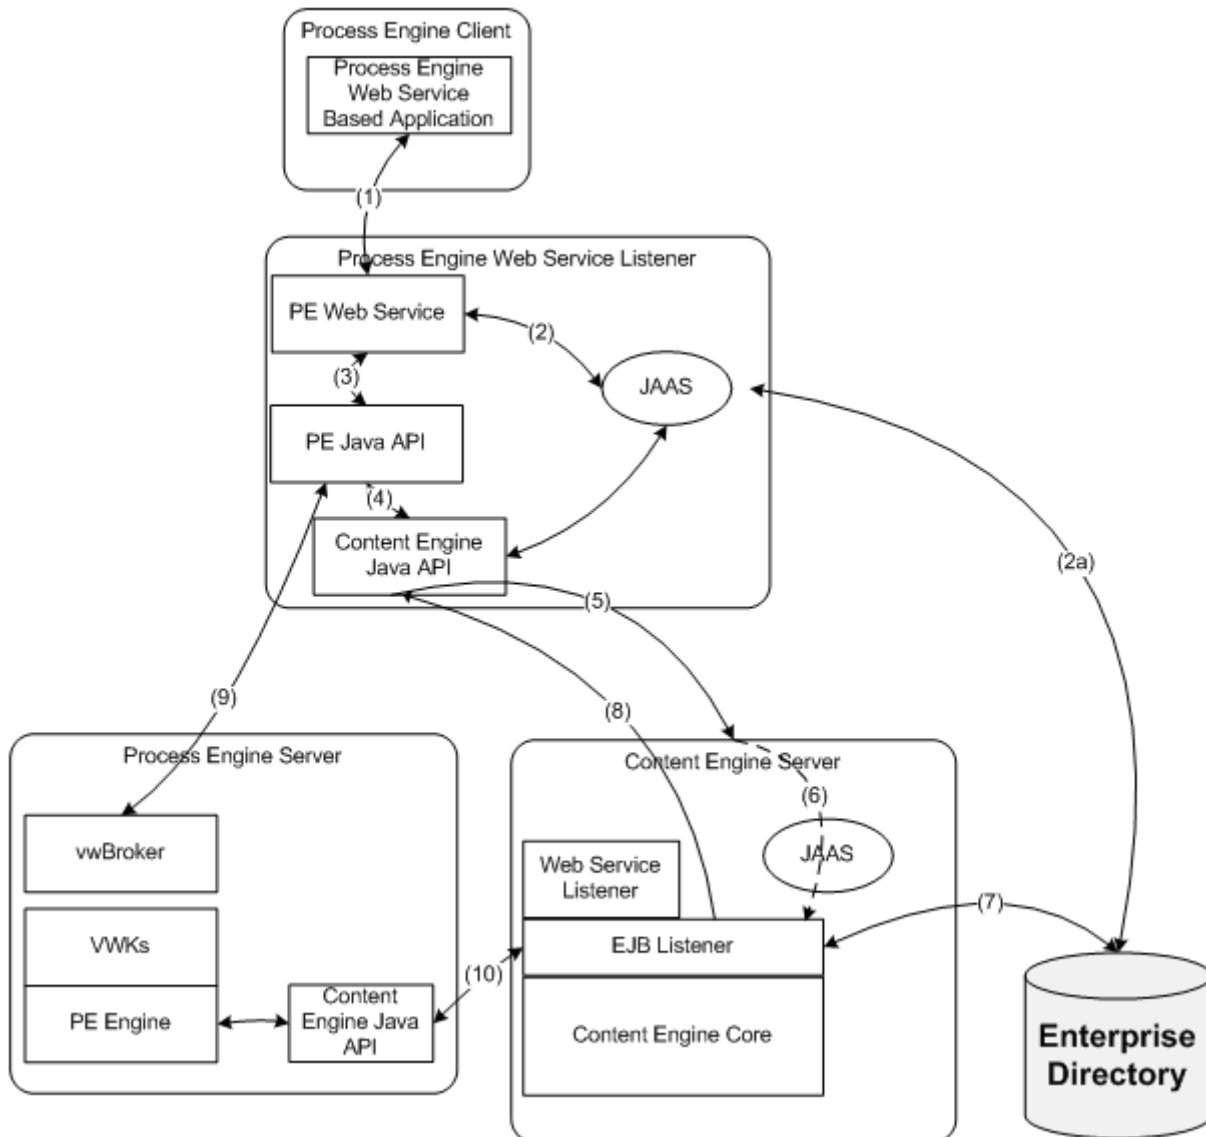 Process Engine Client
Process Engine
Web Service
Based Application
(1)
Process Engine Web Service Listener
PE Web Service
(2)
JAAS
(3)
PE Java API
(4)
Content Engine
Java API
(5)
(2a)
(9)
(8)
Process Engine Server
vwBroker
VWKs
PE Engine
Content
Engine Java
API
(10)
Content Engine Server
(6)
JAAS
Web Service
Listener
EJB Listener
(7)
Content Engine Core
Enterprise
Directory